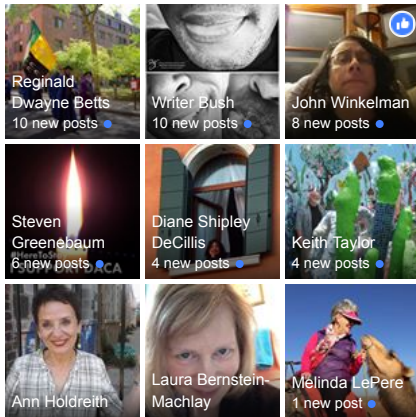 Reginald
Dwayne Betts
10 new posts
Writer Bush
10 new posts
John Winkelman
8 new posts
Steven
Greenebaum
6 new posts
Diane Shipley
DeCillis
4 new posts
Keith Taylor
4 new posts
Ann Holdreith
Laura Bernstein-
Machlay
Melinda LePere
1 new post